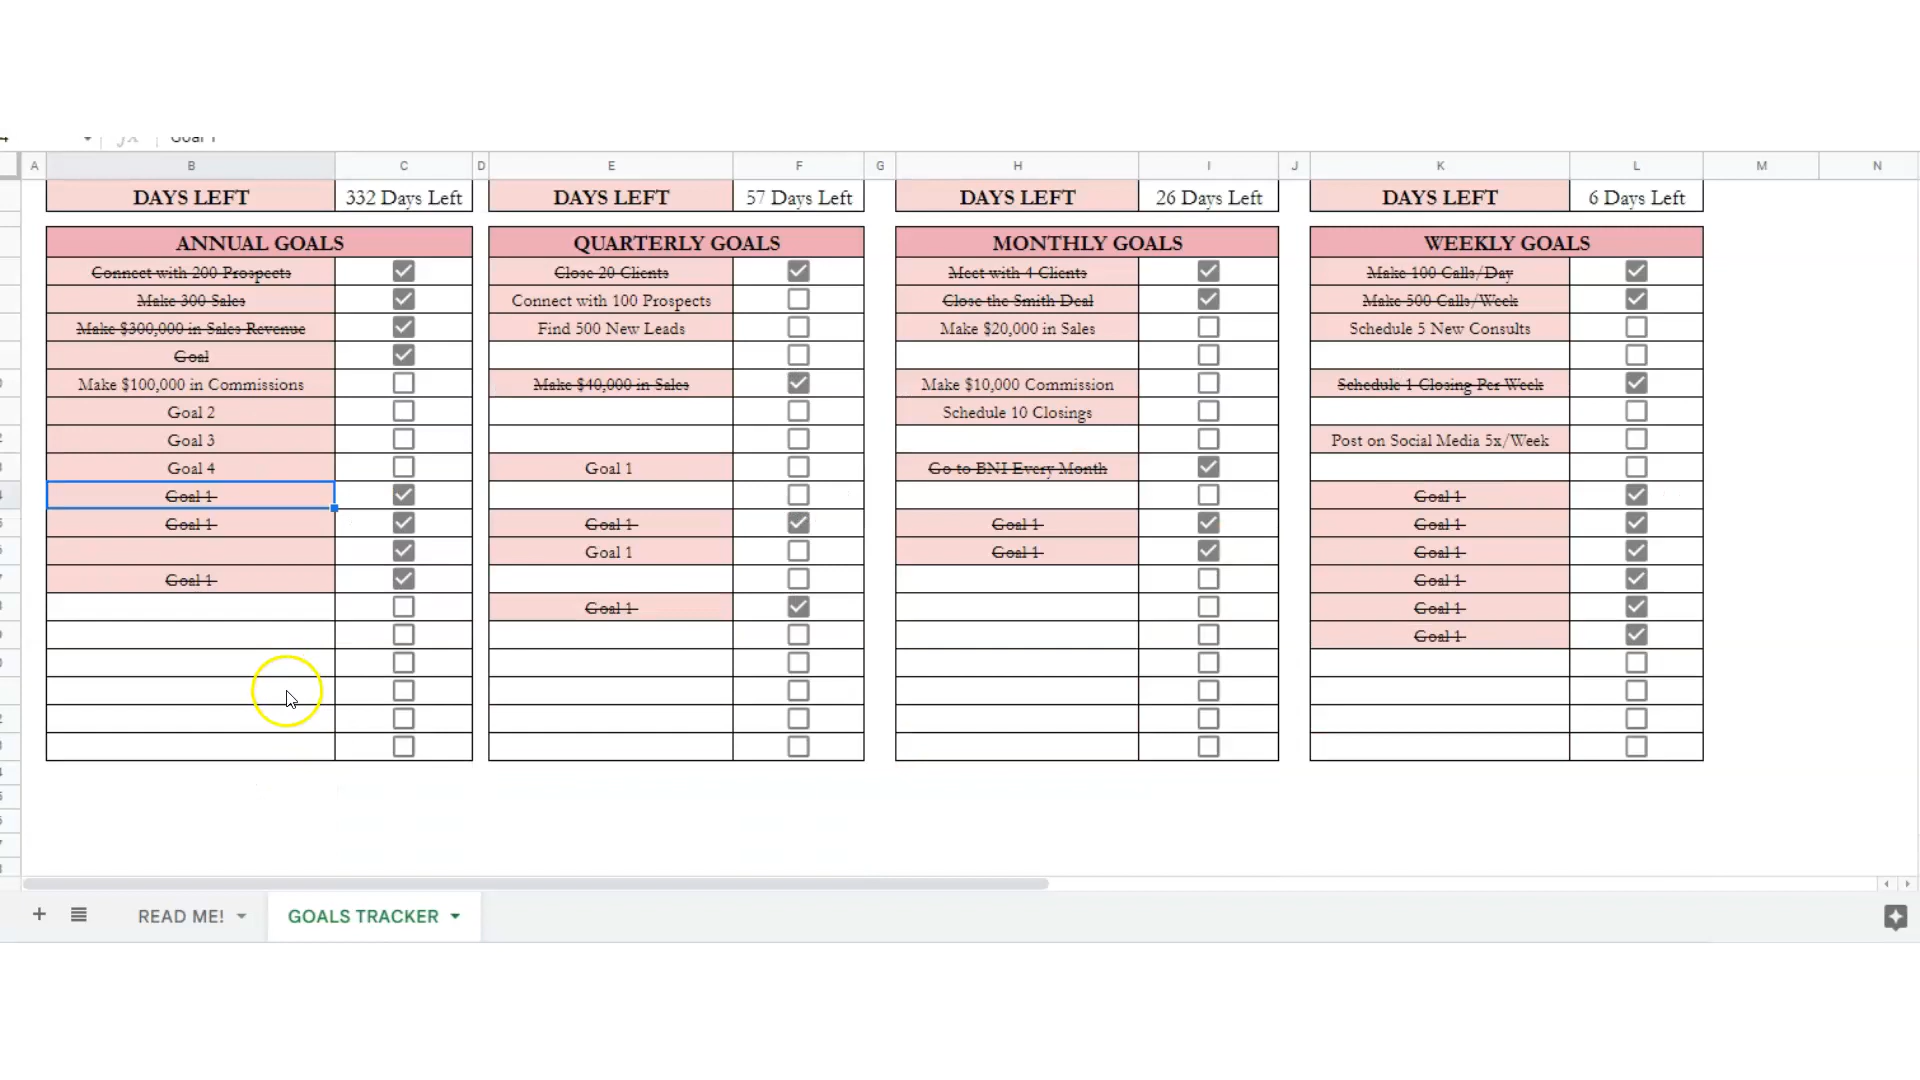 Goal 1
A B C D E F G H I J K L M N
DAYS LEFT 332 Days Left DAYS LEFT 57 Days Left DAYS LEFT 26 Days Left DAYS LEFT 6 Days Left
ANNUAL GOALS QUARTERLY GOALS MONTHLY GOALS WEEKLY GOALS
Connect with 200 Prospects Close 20 Clients Meet with 4 Clients Make 100 Calls/Day
Make 300 Sales Connect with 100 Prospects Close the Smith Deal Make 500 Calls/Week
Make $300,000 in Sales Revenue Find 500 New Leads Make $20,000 in Sales Schedule 5 New Consults
Goal
Make $100,000 in Commissions Make $40,000 in Sales Make $10,000 Commission Schedule 1 Closing Per Week
Goal 2 Schedule 10 Closings
Goal 3 Post on Social Media 5x/Week
Goal 4 Goal 1 Go to BNI Every Month
Goal 1 Goal 1
Goal 1 Goal 1 Goal 1 Goal 1
Goal 1 Goal 1 Goal 1
Goal 1 Goal 1
Goal 1 Goal 1
Goal 1
READ ME! GOALS TRACKER